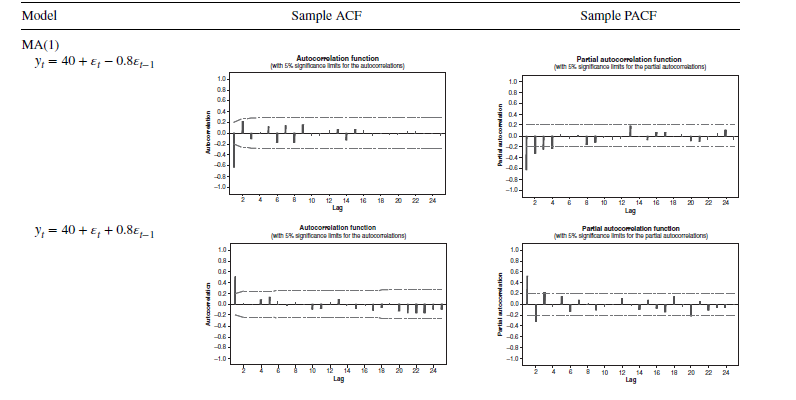 Model Sample ACF Sample PACF
MA(1)
yₜ = 40 + εₜ − 0.8εₜ₋₁
Autocorrelation function
(with 5% significance limits for the autocorrelations)
Autocorrelation
1.0
0.8
0.6
0.4
0.2
0.0
−0.2
−0.4
−0.6
−0.8
−1.0
2 4 6 8 10 12 14 16 18 20 22 24
Lag
Partial autocorrelation function
(with 5% significance limits for the partial autocorrelations)
Partial autocorrelation
1.0
0.8
0.6
0.4
0.2
0.0
−0.2
−0.4
−0.6
−0.8
−1.0
2 4 6 8 10 12 14 16 18 20 22 24
Lag
yₜ = 40 + εₜ + 0.8εₜ₋₁
Autocorrelation function
(with 5% significance limits for the autocorrelations)
Autocorrelation
1.0
0.8
0.6
0.4
0.2
0.0
−0.2
−0.4
−0.6
−0.8
−1.0
2 4 6 8 10 12 14 16 18 20 22 24
Lag
Partial autocorrelation function
(with 5% significance limits for the partial autocorrelations)
Partial autocorrelation
1.0
0.8
0.6
0.4
0.2
0.0
−0.2
−0.4
−0.6
−0.8
−1.0
2 4 6 8 10 12 14 16 18 20 22 24
Lag